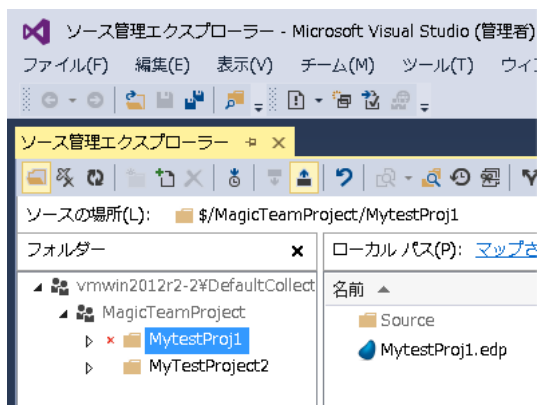 ソース管理エクスプローラー - Microsoft Visual Studio (管理者)
ファイル(F) 編集(E) 表示(V) チーム(M) ツール(T)
ソース管理エクスプローラー
ソースの場所(L): $/MagicTeamProject/MytestProj1
フォルダー
ローカル パス(P): マップさ
名前
vmwin2012r2-2¥DefaultCollect
MagicTeamProject
MytestProj1
MyTestProject2
Source
MytestProj1.edp